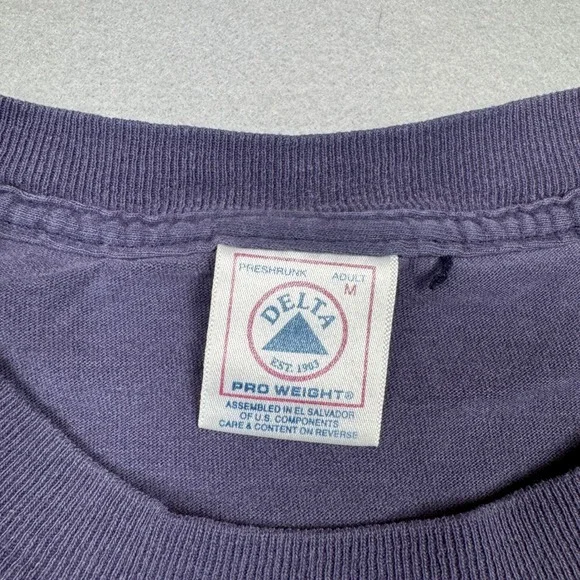 PRESHRUNK ADULT
M
DELTA
EST. 1903
PRO WEIGHT®
ASSEMBLED IN EL SALVADOR
OF U.S. COMPONENTS
CARE & CONTENT ON REVERSE